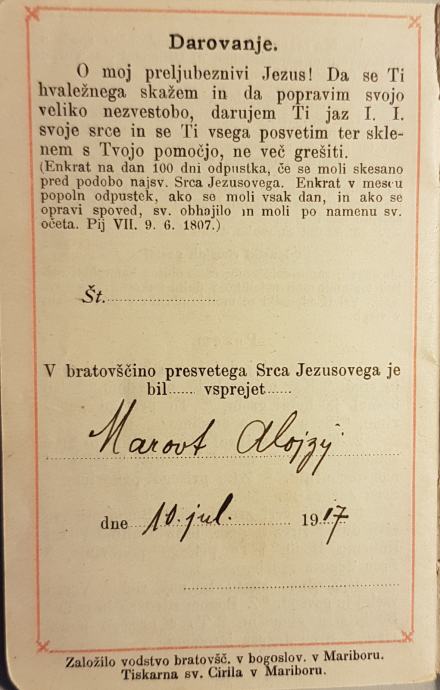 Darovanje.
O moj preljubeznivi Jezus! Da se Ti
hvaležnega skažem in da popravim svojo
veliko nezvestobo, darujem Ti jaz I. I.
svoje srce in se Ti vsega posvetim ter skle-
nem s Tvojo pomočjo, ne več grešiti.
(Enkrat na dan 100 dni odpustka, če se moli skesano
pred podobo najsv. Srca Jezusovega. Enkrat v mescu
popoln odpustek, ako se moli vsak dan, in ako se
opravi spoved, sv. obhajilo in moli po namenu sv.
očeta. Pij VII. 9. 6. 1807.)
Št.
V bratovščino presvetega Srca Jezusovega je
bil...... vsprejet......
Marovt Alojzij
dne 10. jul. 1917
Založilo vodstvo bratovšč. v bogoslov. v Mariboru.
Tiskarna sv. Cirila v Mariboru.